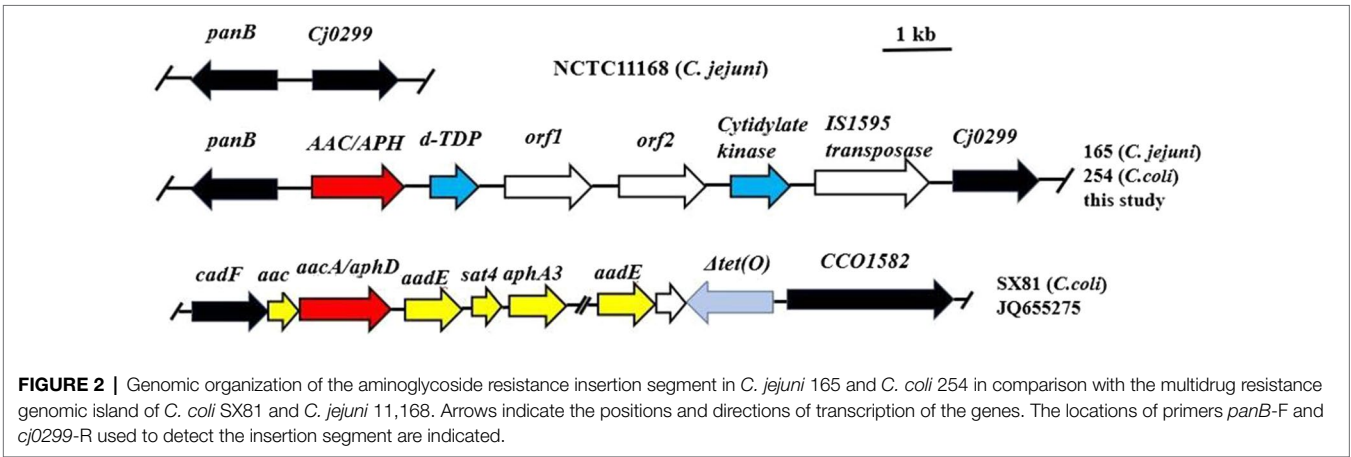 panB Cj0299
1 kb
NCTC11168 (C. jejuni)
panB AAC/APH d-TDP orf1 orf2 Cytidylate kinase IS1595 transposase Cj0299
165 (C. jejuni)
254 (C.coli)
this study
cadF aac aacA/aphD aadE sat4 aphA3 aadE Δtet(O) CCO1582
SX81 (C.coli)
JQ655275
FIGURE 2 | Genomic organization of the aminoglycoside resistance insertion segment in C. jejuni 165 and C. coli 254 in comparison with the multidrug resistance
genomic island of C. coli SX81 and C. jejuni 11,168. Arrows indicate the positions and directions of transcription of the genes. The locations of primers panB-F and
cj0299-R used to detect the insertion segment are indicated.